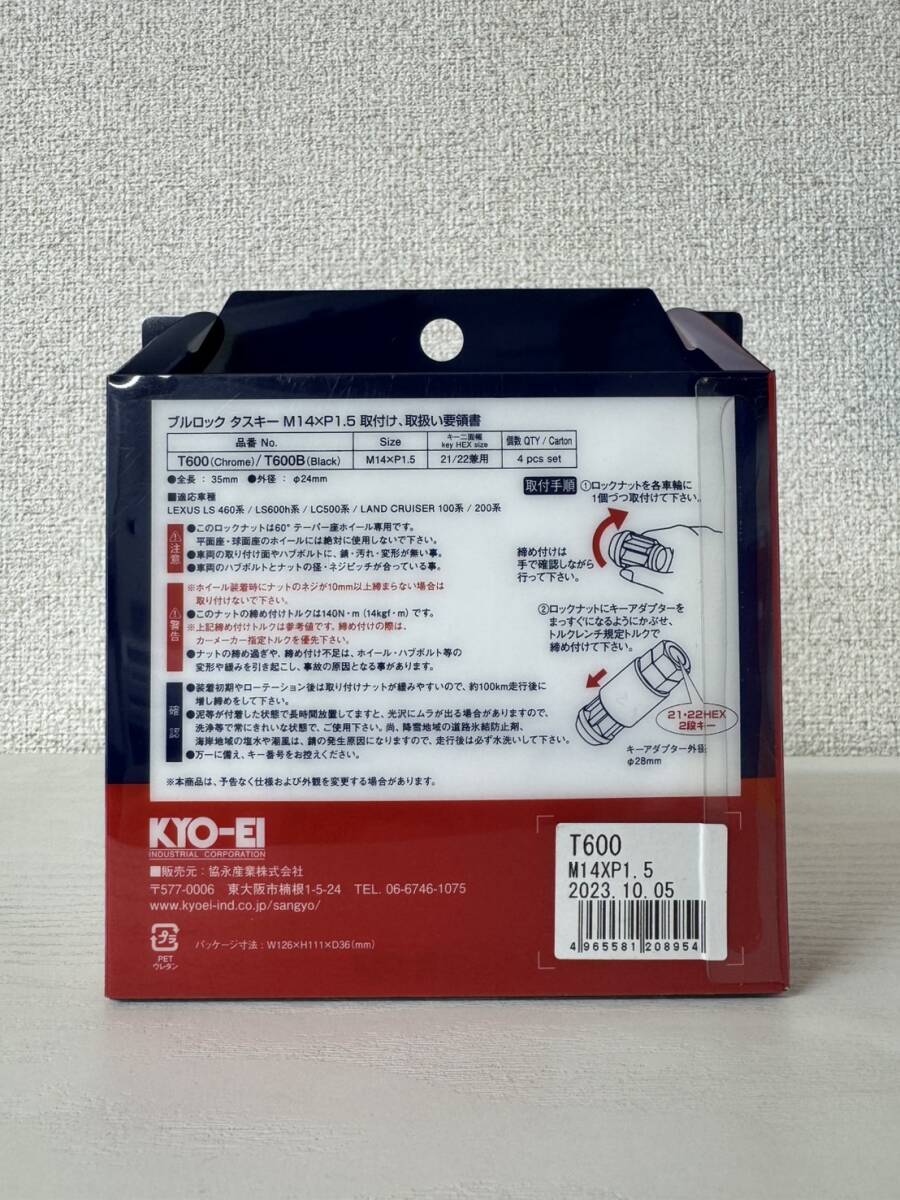 ブルロック タスキー M14×P1.5 取付け、取扱い要領書
品番 No. Size キー二面幅 key HEX size 個数 QTY / Carton
T600(Chrome)/T600B(Black) M14×P1.5 21/22兼用 4 pcs set
●全長：35mm ●外径：φ24mm
■適応車種
LEXUS LS 460系 / LS600h系 / LC500系 / LAND CRUISER 100系 / 200系
注意
●このロックナットは60° テーパー座ホイール専用です。
平面座・球面座のホイールには絶対に使用しないで下さい。
●車両の取り付け面やハブボルトに、錆・汚れ・変形が無い事。
●車両のハブボルトとナットの径・ネジピッチが合っている事。
警告
※ホイール装着時にナットのネジが10mm以上締まらない場合は
取り付けないで下さい。
●このナットの締め付けトルクは140N・m (14kgf・m) です。
※上記締め付けトルクは参考値です。締め付けの際は、
カーメーカー指定トルクを優先下さい。
●ナットの締め過ぎや、締め付け不足は、ホイール・ハブボルト等の
変形や緩みを引き起こし、事故の原因となる事があります。
確認
●装着初期やローテーション後は取り付けナットが緩みやすいので、約100km走行後に
増し締めをして下さい。
●泥等が付着した状態で長時間放置してますと、光沢にムラが出る場合がありますので、
洗浄等で常にきれいな状態で、ご使用下さい。尚、降雪地域の道路氷結防止剤、
海岸地域の塩水や潮風は、錆の発生原因になりますので、走行後は必ず水洗いして下さい。
●万一に備え、キー番号をお控えください。
※本商品は、予告なく仕様および外観を変更する場合があります。
取付手順 ①ロックナットを各車輪に
1個づつ取付けて下さい。
締め付けは
手で確認しながら
行って下さい。
②ロックナットにキーアダプターを
まっすぐになるようにかぶせ、
トルクレンチ規定トルクで
締め付けて下さい。
21・22HEX
2段キー
キーアダプター外径
φ28mm
KYO-EI
INDUSTRIAL CORPORATION
■販売元：協永産業株式会社
〒577-0006 東大阪市楠根1-5-24 TEL. 06-6746-1075
www.kyoei-ind.co.jp/sangyo/
プラ
PET
ウレタン
パッケージ寸法：W126×H111×D36(mm)
T600
M14XP1.5
2023.10.05
4 965581 208954